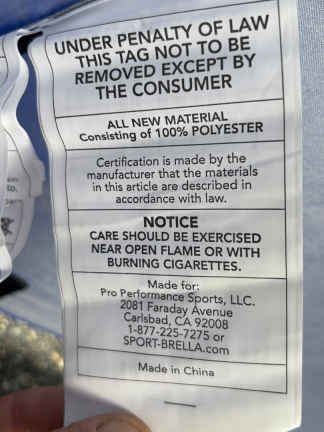 UNDER PENALTY OF LAW
THIS TAG NOT TO BE
REMOVED EXCEPT BY
THE CONSUMER
ALL NEW MATERIAL
Consisting of 100% POLYESTER
Certification is made by the
manufacturer that the materials
in this article are described in
accordance with law.
NOTICE
CARE SHOULD BE EXERCISED
NEAR OPEN FLAME OR WITH
BURNING CIGARETTES.
Made for:
Pro Performance Sports, LLC.
2081 Faraday Avenue
Carlsbad, CA 92008
1-877-225-7275 or
SPORT-BRELLA.com
Made in China